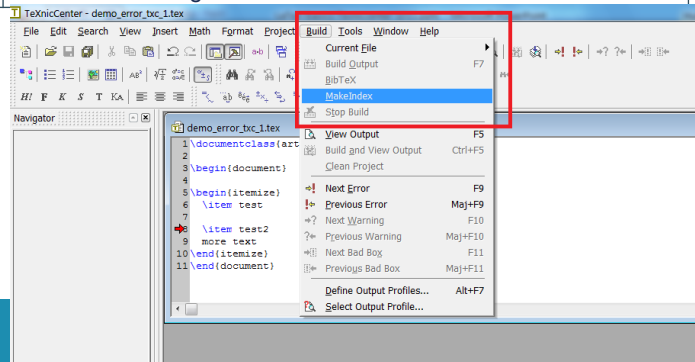 TeXnicCenter - demo_error_txc_1.tex
File Edit Search View Insert Math Format Project Build Tools Window Help
Current File
Build Output F7
BibTeX
MakeIndex
Stop Build
View Output F5
Build and View Output Ctrl+F5
Clean Project
Next Error F9
Previous Error Maj+F9
Next Warning F10
Previous Warning Maj+F10
Next Bad Box F11
Previous Bad Box Maj+F11
Define Output Profiles... Alt+F7
Select Output Profile...
H! F K S T KA
Navigator
demo_error_txc_1.tex
1 \documentclass{art
2
3 \begin{document}
4
5 \begin{itemize}
6 \item test
7
8 \item test2
9 more text
10 \end{itemize}
11 \end{document}